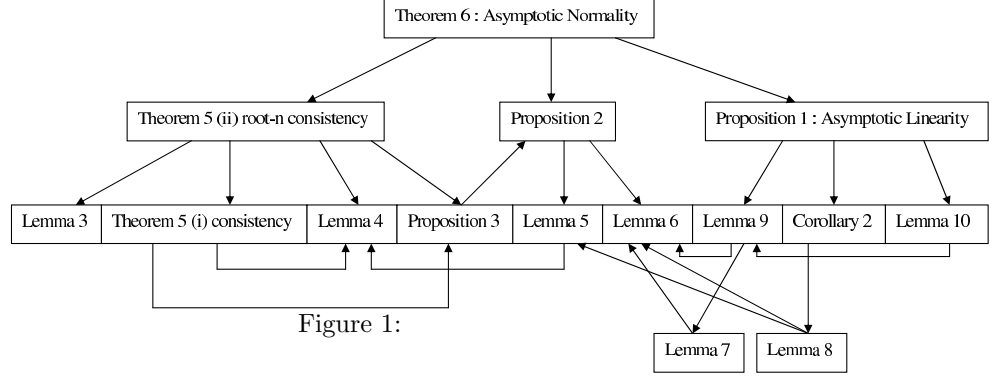 Theorem 6 : Asymptotic Normality
Theorem 5 (ii) root-n consistency
Proposition 2
Proposition 1 : Asymptotic Linearity
Lemma 3
Theorem 5 (i) consistency
Lemma 4
Proposition 3
Lemma 5
Lemma 6
Lemma 9
Corollary 2
Lemma 10
Figure 1:
Lemma 7
Lemma 8